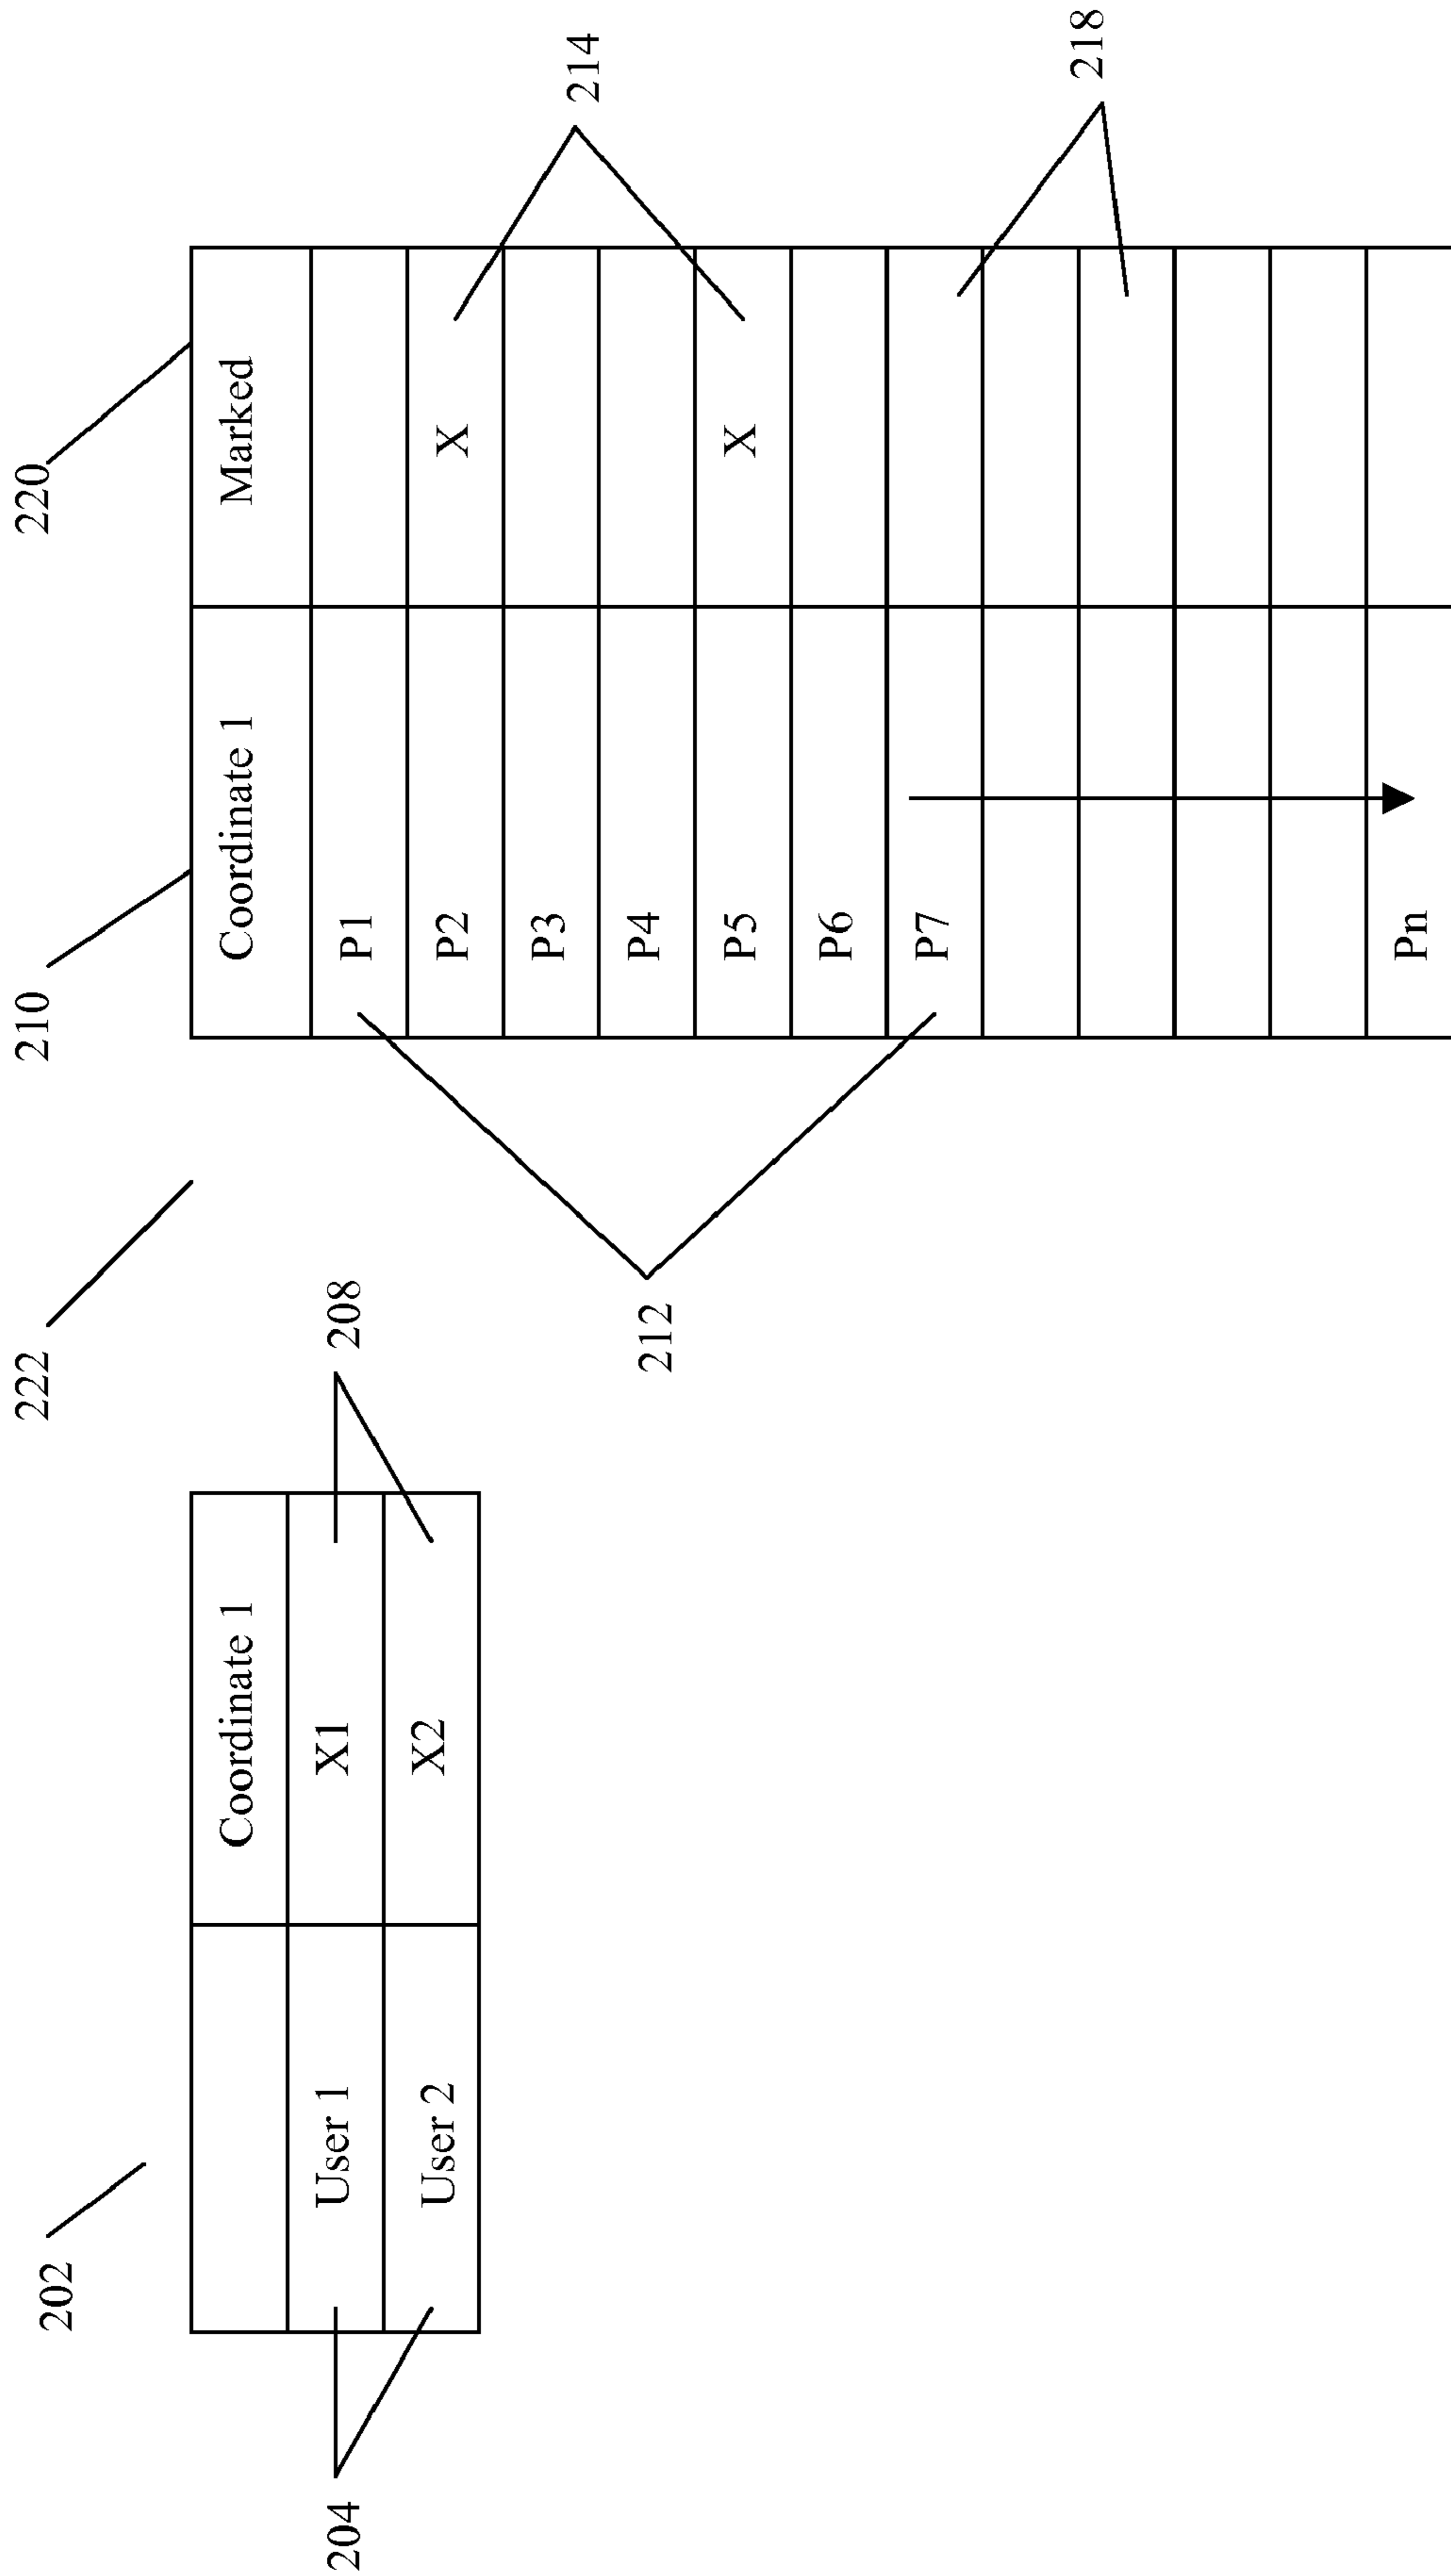 202
222
210
220
Coordinate 1
User 1 X1
User 2 X2
204
208
Coordinate 1 Marked
P1
P2 X
P3
P4
P5 X
P6
P7
Pn
212
214
218